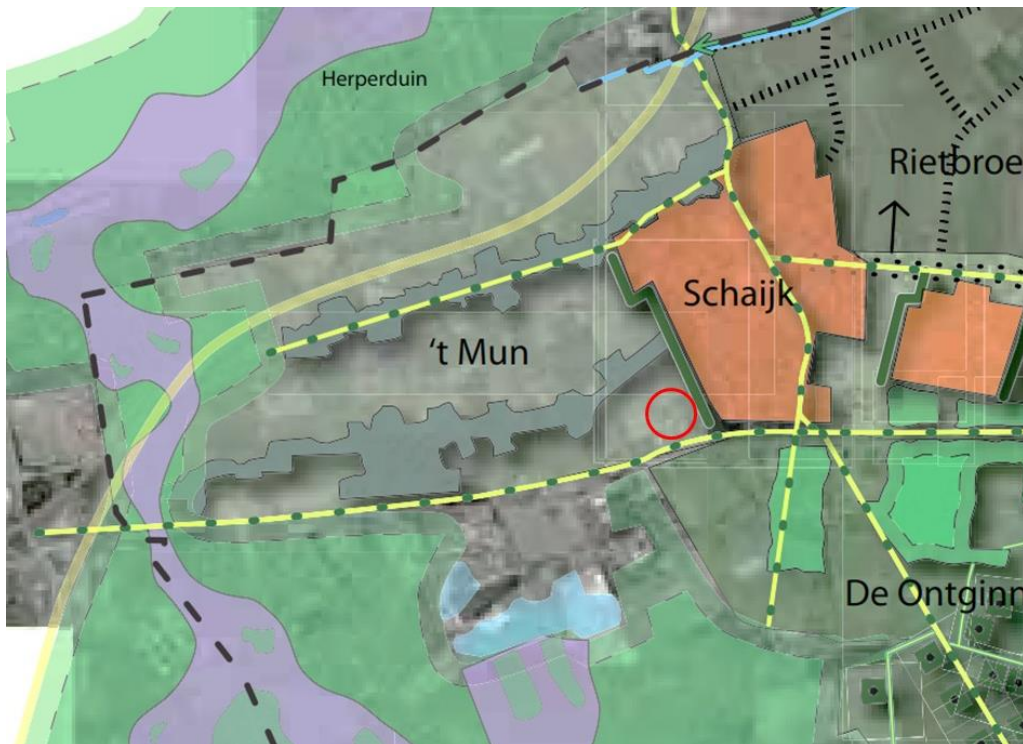 Herperduin
Rietbroe
Schaijk
‘t Mun
De Ontginn